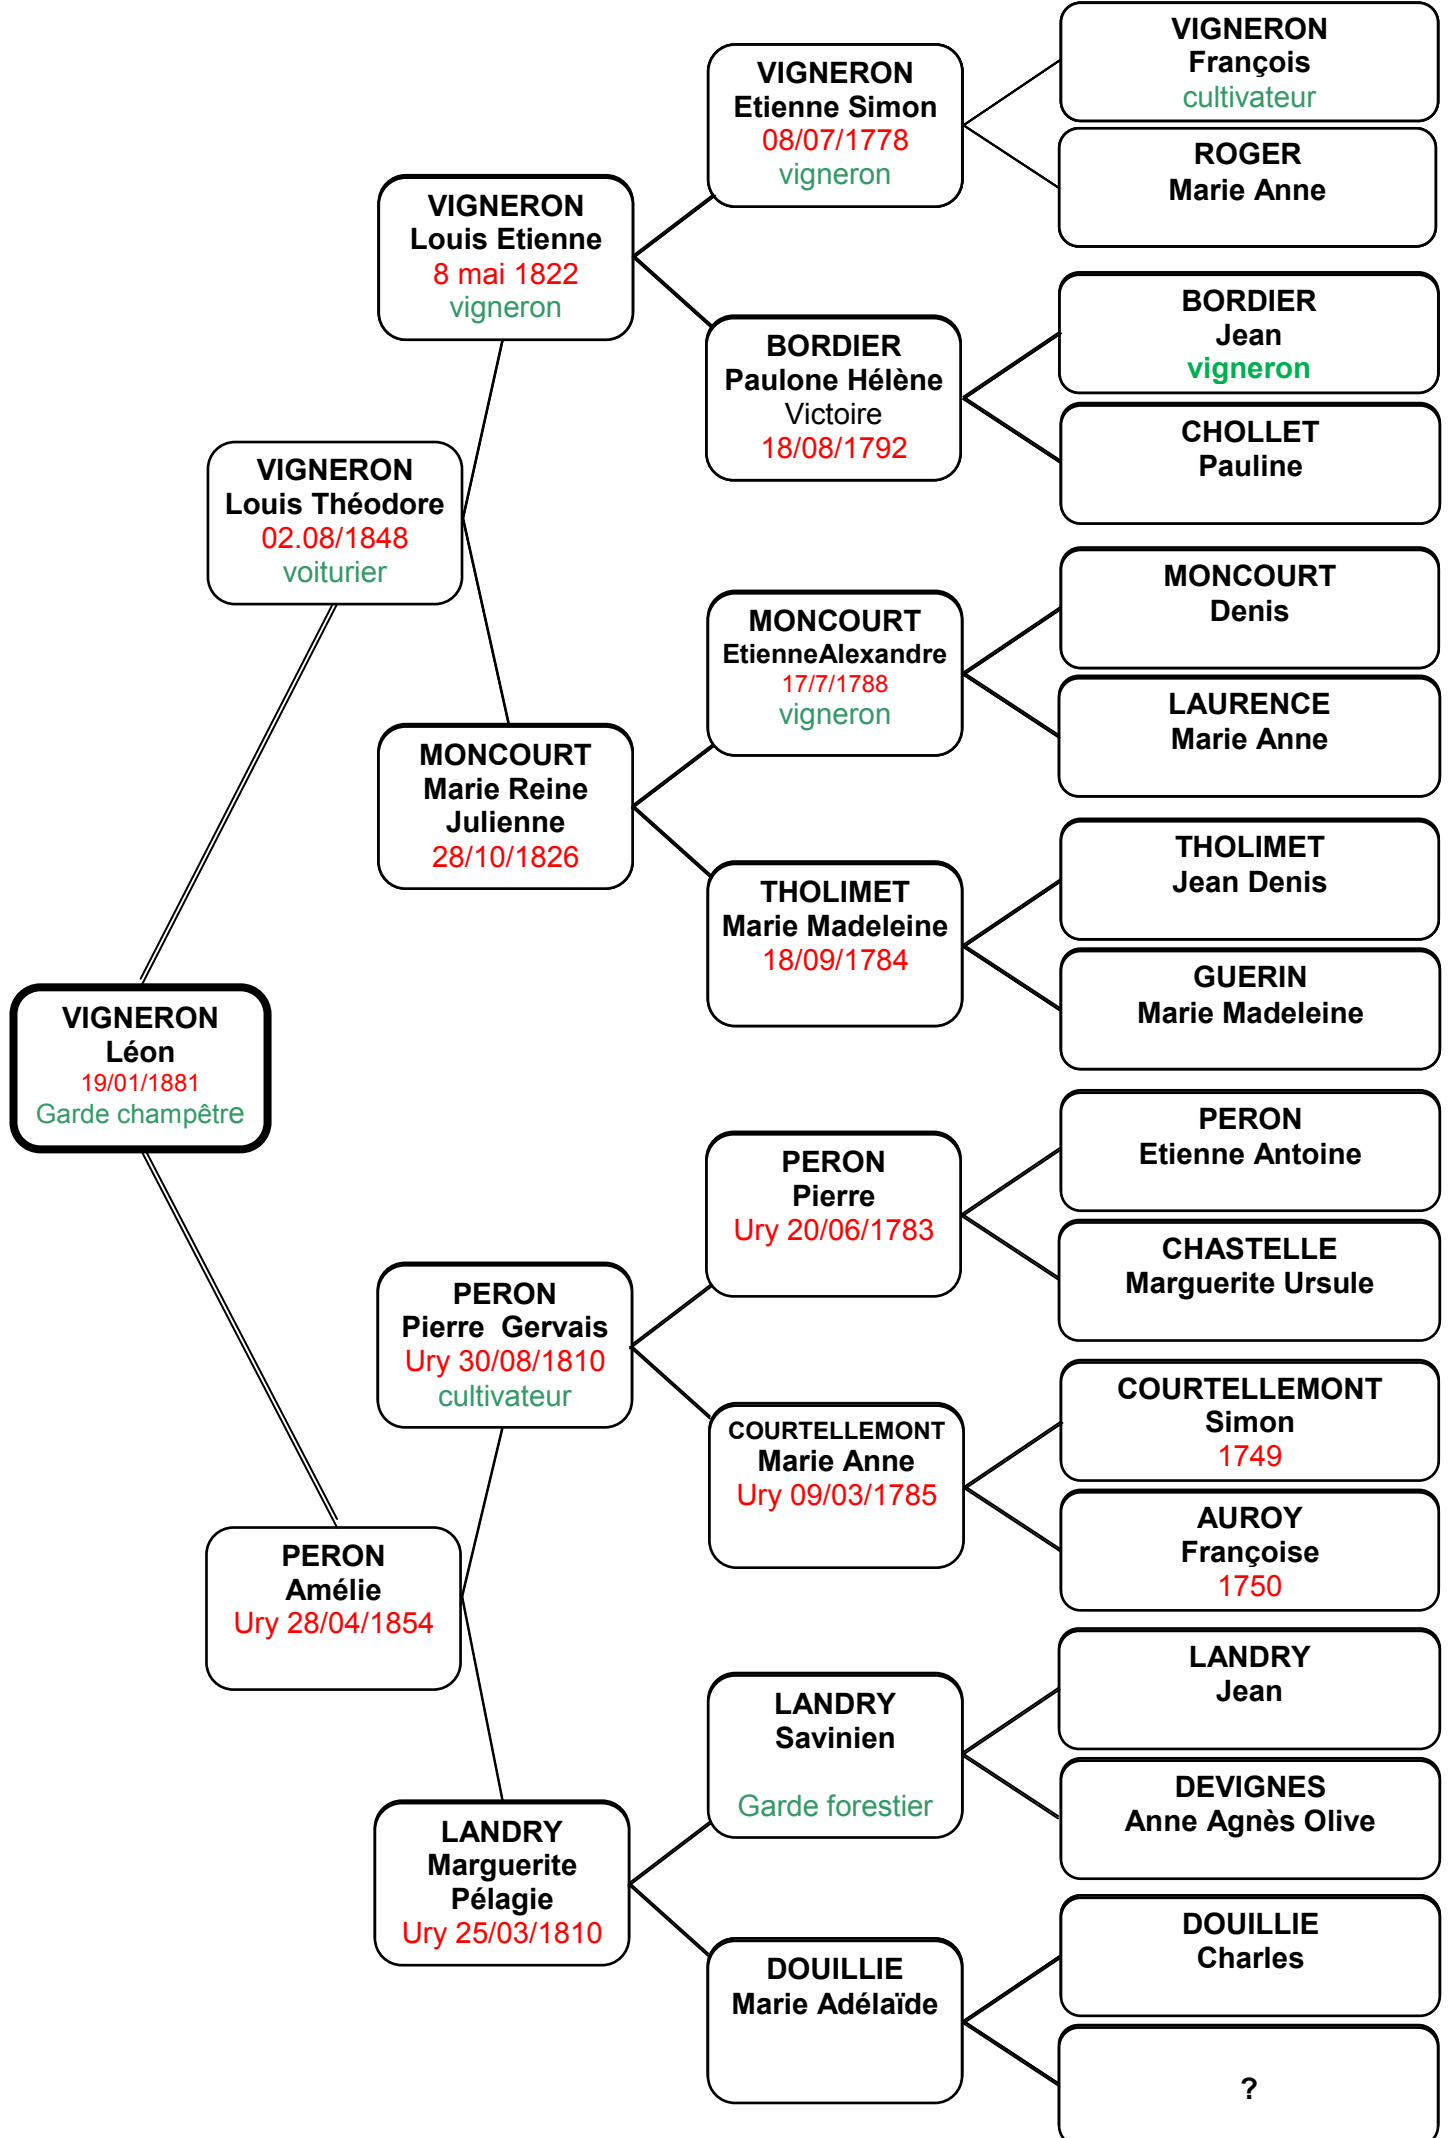 VIGNERON
François
cultivateur
ROGER
Marie Anne
VIGNERON
Etienne Simon
08/07/1778
vigneron
VIGNERON
Louis Etienne
8 mai 1822
vigneron
BORDIER
Jean
vigneron
BORDIER
Paulone Hélène
Victoire
18/08/1792
CHOLLET
Pauline
VIGNERON
Louis Théodore
02.08/1848
voiturier
MONCOURT
Denis
MONCOURT
EtienneAlexandre
17/7/1788
vigneron
LAURENCE
Marie Anne
MONCOURT
Marie Reine
Julienne
28/10/1826
THOLIMET
Jean Denis
THOLIMET
Marie Madeleine
18/09/1784
GUERIN
Marie Madeleine
VIGNERON
Léon
19/01/1881
Garde champêtre
PERON
Etienne Antoine
PERON
Pierre
Ury 20/06/1783
CHASTELLE
Marguerite Ursule
PERON
Pierre  Gervais
Ury 30/08/1810
cultivateur
COURTELLEMONT
Simon
1749
COURTELLEMONT
Marie Anne
Ury 09/03/1785
AUROY
Françoise
1750
PERON
Amélie
Ury 28/04/1854
LANDRY
Jean
LANDRY
Savinien
Garde forestier
DEVIGNES
Anne Agnès Olive
LANDRY
Marguerite
Pélagie
Ury 25/03/1810
DOUILLIE
Charles
DOUILLIE
Marie Adélaïde
?